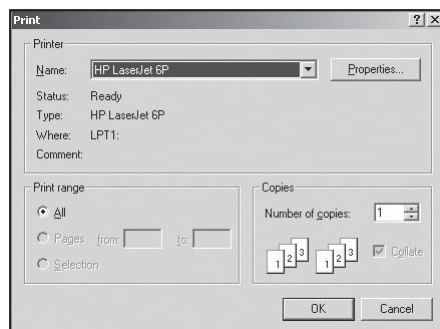 Print
Printer
Name: HP LaserJet 6P Properties...
Status: Ready
Type: HP LaserJet 6P
Where: LPT1:
Comment:
Print range Copies
All Number of copies: 1
Pages from: to:
Selection 1 2 3 1 2 3 Collate
OK Cancel